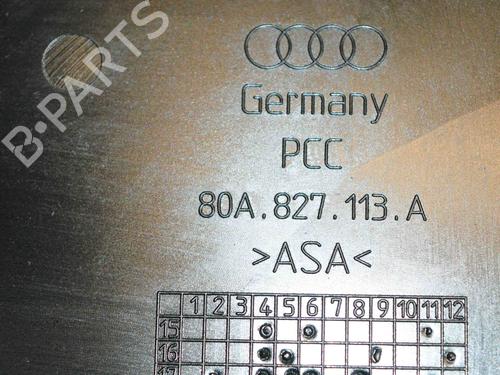 B-PARTS
Germany
PCC
80A.827.113.A
>ASA<
1 2 3 4 5 6 7 8 9 10 11 12
15
16
17